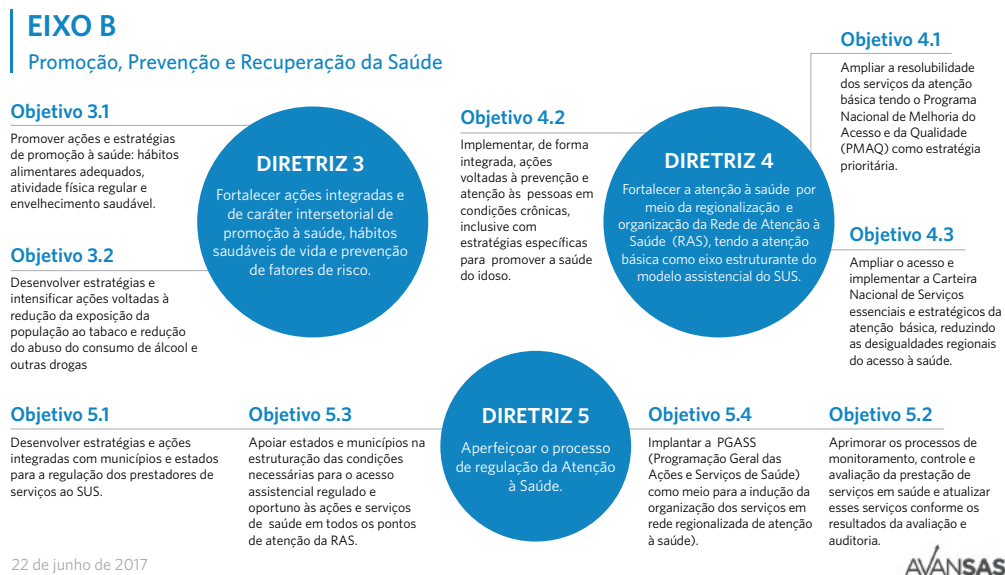 EIXO B
Promoção, Prevenção e Recuperação da Saúde
Objetivo 3.1
Promover ações e estratégias
de promoção à saúde: hábitos
alimentares adequados,
atividade física regular e
envelhecimento saudável.
Objetivo 3.2
Desenvolver estratégias e
intensificar ações voltadas à
redução da exposição da
população ao tabaco e redução
do abuso do consumo de álcool e
outras drogas
DIRETRIZ 3
Fortalecer ações integradas e
de caráter intersetorial de
promoção à saúde, hábitos
saudáveis de vida e prevenção
de fatores de risco.
Objetivo 4.2
Implementar, de forma
integrada, ações
voltadas à prevenção e
atenção às pessoas em
condições crônicas,
inclusive com
estratégias específicas
para promover a saúde
do idoso.
DIRETRIZ 4
Fortalecer a atenção à saúde por
meio da regionalização e
organização da Rede de Atenção à
Saúde (RAS), tendo a atenção
básica como eixo estruturante do
modelo assistencial do SUS.
Objetivo 4.1
Ampliar a resolubilidade
dos serviços da atenção
básica tendo o Programa
Nacional de Melhoria do
Acesso e da Qualidade
(PMAQ) como estratégia
prioritária.
Objetivo 4.3
Ampliar o acesso e
implementar a Carteira
Nacional de Serviços
essenciais e estratégicos da
atenção básica, reduzindo
as desigualdades regionais
do acesso à saúde.
Objetivo 5.1
Desenvolver estratégias e ações
integradas com municípios e estados
para a regulação dos prestadores de
serviços ao SUS.
Objetivo 5.3
Apoiar estados e municípios na
estruturação das condições
necessárias para o acesso
assistencial regulado e
oportuno às ações e serviços
de saúde em todos os pontos
de atenção da RAS.
DIRETRIZ 5
Aperfeiçoar o processo
de regulação da Atenção
à Saúde.
Objetivo 5.4
Implantar a PGASS
(Programação Geral das
Ações e Serviços de Saúde)
como meio para a indução da
organização dos serviços em
rede regionalizada de atenção
à saúde).
Objetivo 5.2
Aprimorar os processos de
monitoramento, controle e
avaliação da prestação de
serviços em saúde e atualizar
esses serviços conforme os
resultados da avaliação e
auditoria.
22 de junho de 2017
AVANSAS